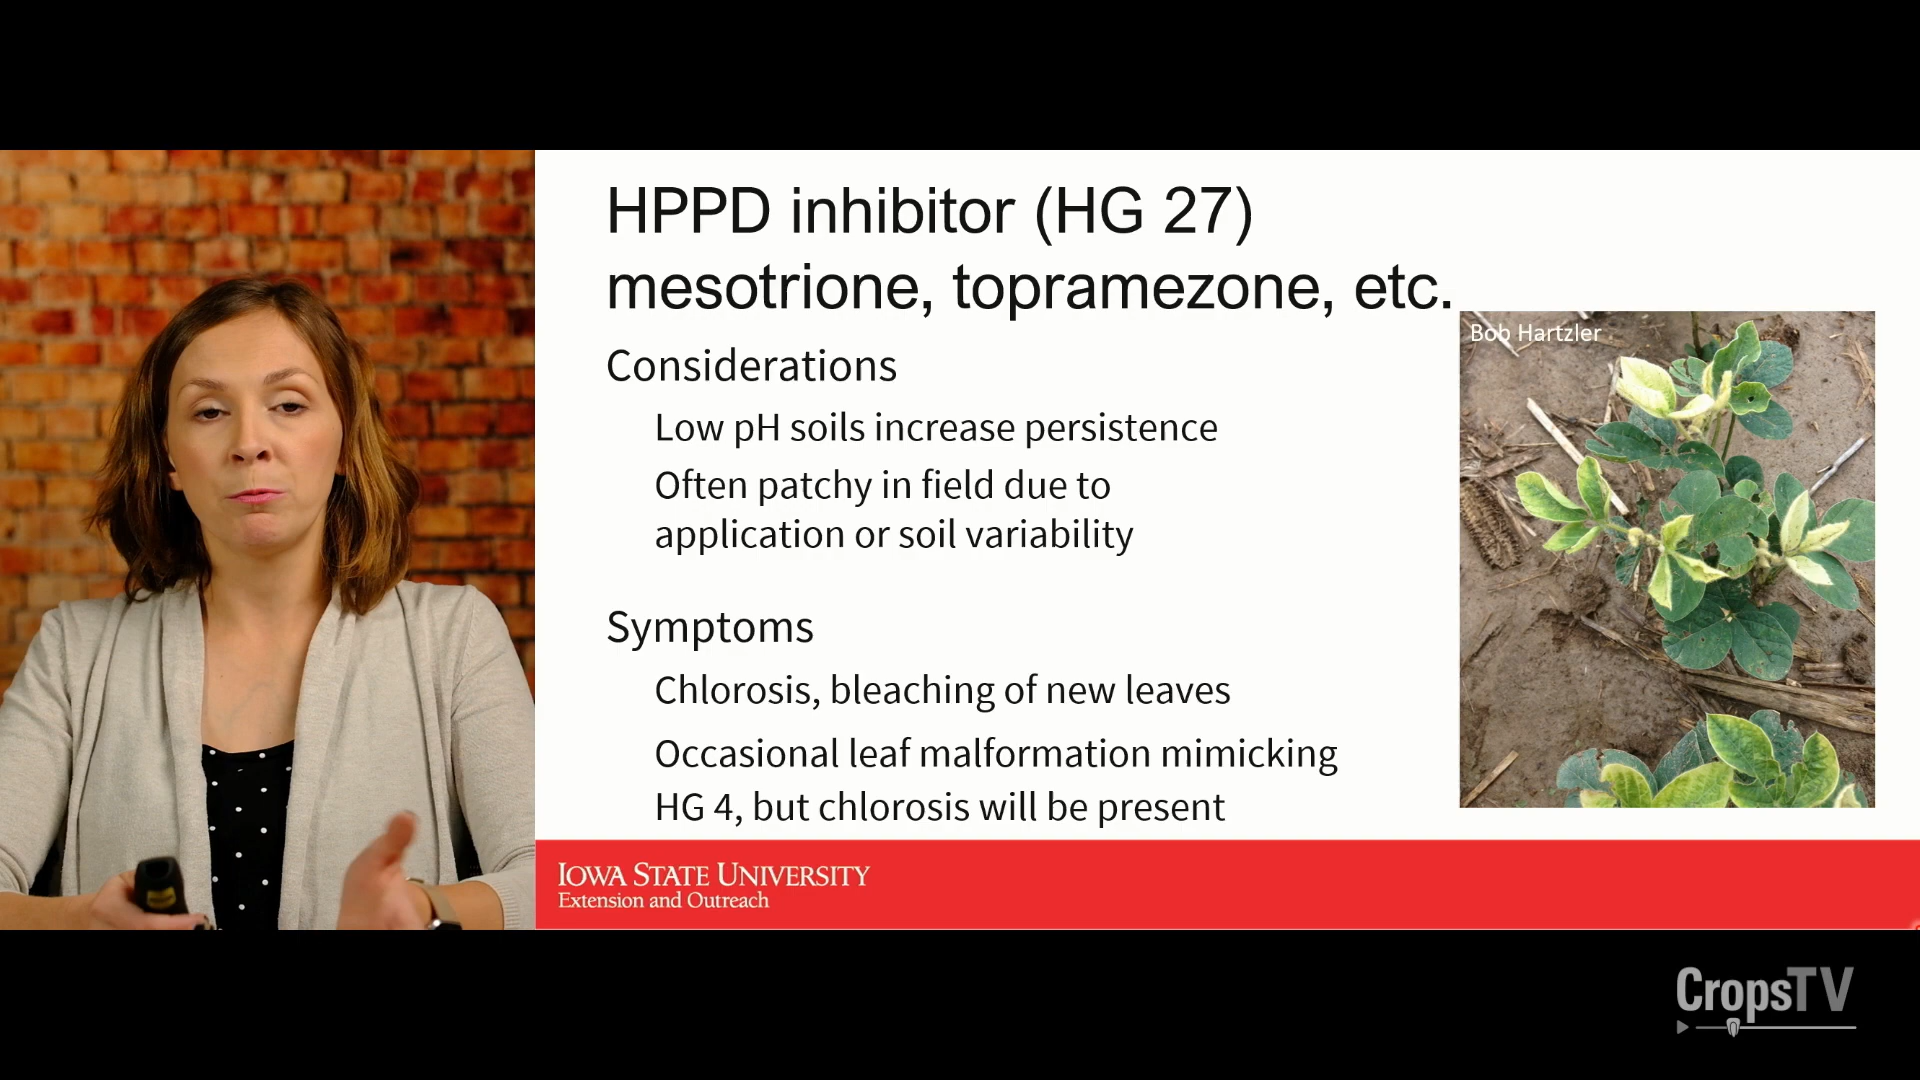 HPPD inhibitor (HG 27)
mesotrione, topramezone, etc.
Bob Hartzler
Considerations
Low pH soils increase persistence
Often patchy in field due to
application or soil variability
Symptoms
Chlorosis, bleaching of new leaves
Occasional leaf malformation mimicking
HG 4, but chlorosis will be present
IOWA STATE UNIVERSITY
Extension and Outreach
CropsTV